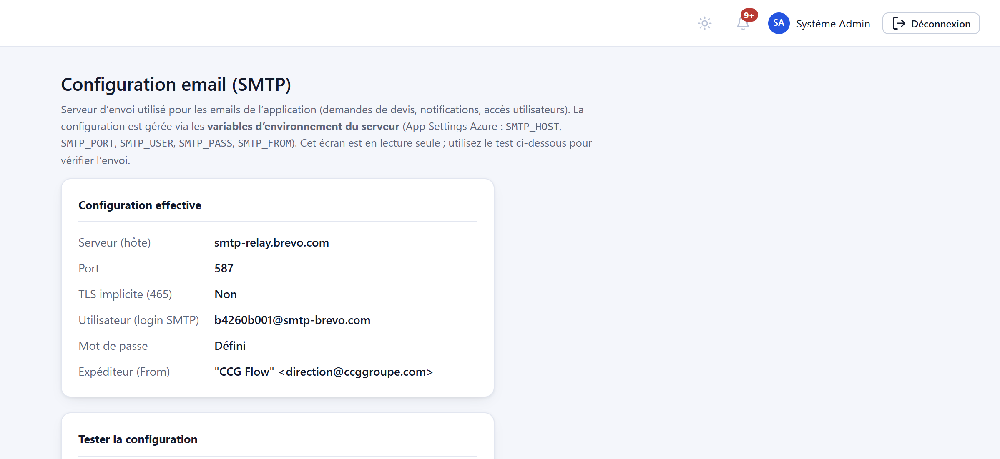 9+
SA
Système Admin
Déconnexion
Configuration email (SMTP)
Serveur d’envoi utilisé pour les emails de l’application (demandes de devis, notifications, accès utilisateurs). La
configuration est gérée via les variables d’environnement du serveur (App Settings Azure : SMTP_HOST,
SMTP_PORT, SMTP_USER, SMTP_PASS, SMTP_FROM). Cet écran est en lecture seule ; utilisez le test ci-dessous pour
vérifier l’envoi.
Configuration effective
Serveur (hôte) smtp-relay.brevo.com
Port 587
TLS implicite (465) Non
Utilisateur (login SMTP) b4260b001@smtp-brevo.com
Mot de passe Défini
Expéditeur (From) "CCG Flow" <direction@ccggroupe.com>
Tester la configuration